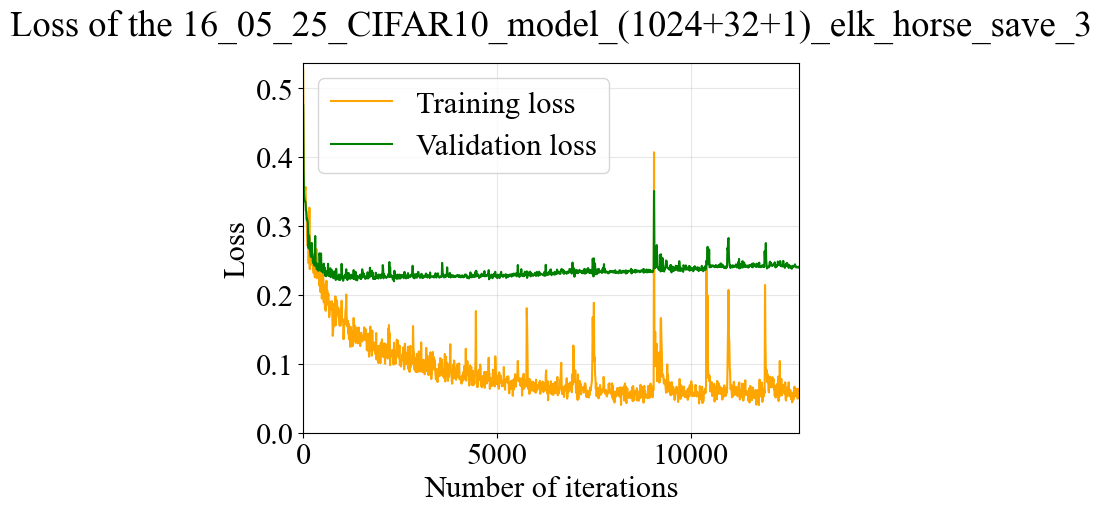 Loss of the 16_05_25_CIFAR10_model_(1024+32+1)_elk_horse_save_3
Training loss
Validation loss
Loss
0.5
0.4
0.3
0.2
0.1
0.0
0 5000 10000
Number of iterations